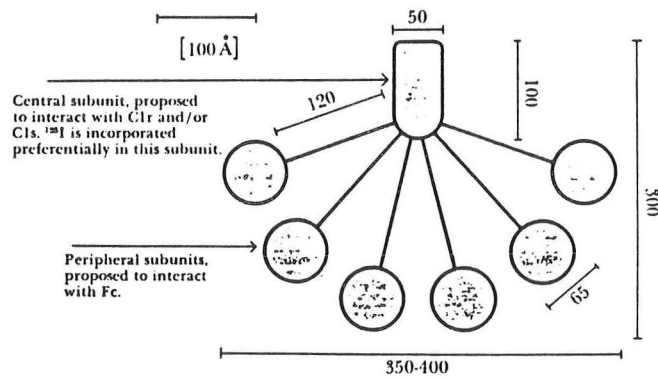 50
[100 Å]
Central subunit, proposed
to interact with C1r and/or
C1s. ¹²⁵I is incorporated
preferentially in this subunit.
120
100
300
Peripheral subunits,
proposed to interact
with Fc.
65
350-400